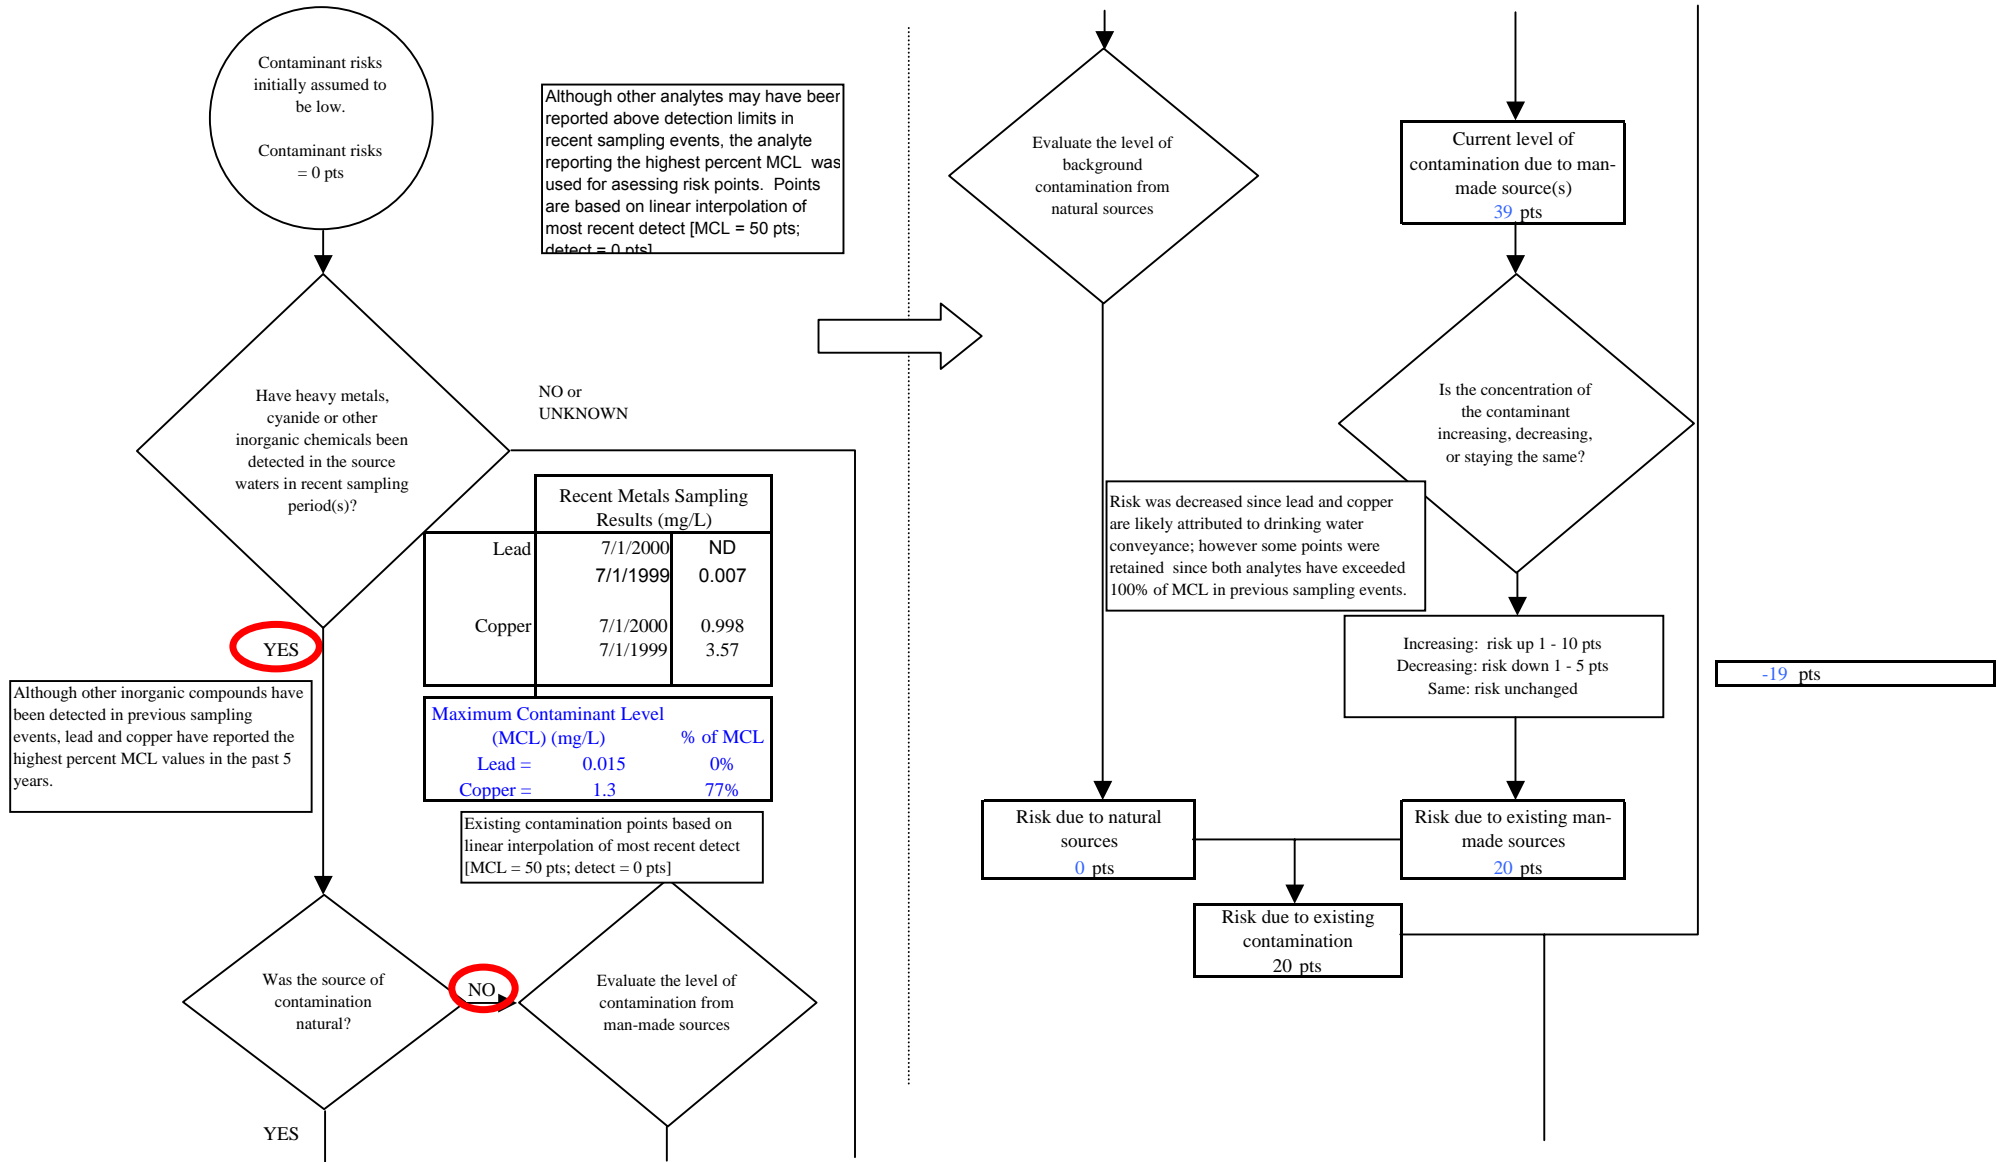 Contaminant risks
initially assumed to
be low.
Contaminant risks
= 0 pts
Although other analytes may have been
reported above detection limits in
recent sampling events, the analyte
reporting the highest percent MCL was
used for asessing risk points. Points
are based on linear interpolation of
most recent detect [MCL = 50 pts;
detect = 0 pts]
Have heavy metals,
cyanide or other
inorganic chemicals been
detected in the source
waters in recent sampling
period(s)?
NO or
UNKNOWN
Recent Metals Sampling
Results (mg/L)
Lead 7/1/2000 ND
7/1/1999 0.007
Copper 7/1/2000 0.998
7/1/1999 3.57
YES
Although other inorganic compounds have
been detected in previous sampling
events, lead and copper have reported the
highest percent MCL values in the past 5
years.
Maximum Contaminant Level
(MCL) (mg/L) % of MCL
Lead = 0.015 0%
Copper = 1.3 77%
Existing contamination points based on
linear interpolation of most recent detect
[MCL = 50 pts; detect = 0 pts]
Was the source of
contamination
natural?
NO
Evaluate the level of
contamination from
man-made sources
YES
Evaluate the level of
background
contamination from
natural sources
Current level of
contamination due to man-
made source(s)
39 pts
Is the concentration of
the contaminant
increasing, decreasing,
or staying the same?
Risk was decreased since lead and copper
are likely attributed to drinking water
conveyance; however some points were
retained since both analytes have exceeded
100% of MCL in previous sampling events.
Increasing: risk up 1 - 10 pts
Decreasing: risk down 1 - 5 pts
Same: risk unchanged
-19 pts
Risk due to natural
sources
0 pts
Risk due to existing man-
made sources
20 pts
Risk due to existing
contamination
20 pts